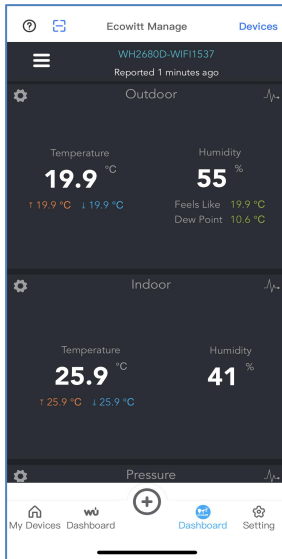 Ecowitt Manage Devices
WH2680D-WIFI1537
Reported 1 minutes ago
Outdoor
Temperature Humidity
19.9 °C 55 %
↑ 19.9 °C ↓ 19.9 °C Feels Like 19.9 °C
Dew Point 10.6 °C
Indoor
Temperature Humidity
25.9 °C 41 %
↑ 25.9 °C ↓ 25.9 °C
Pressure
My Devices Dashboard Dashboard Setting